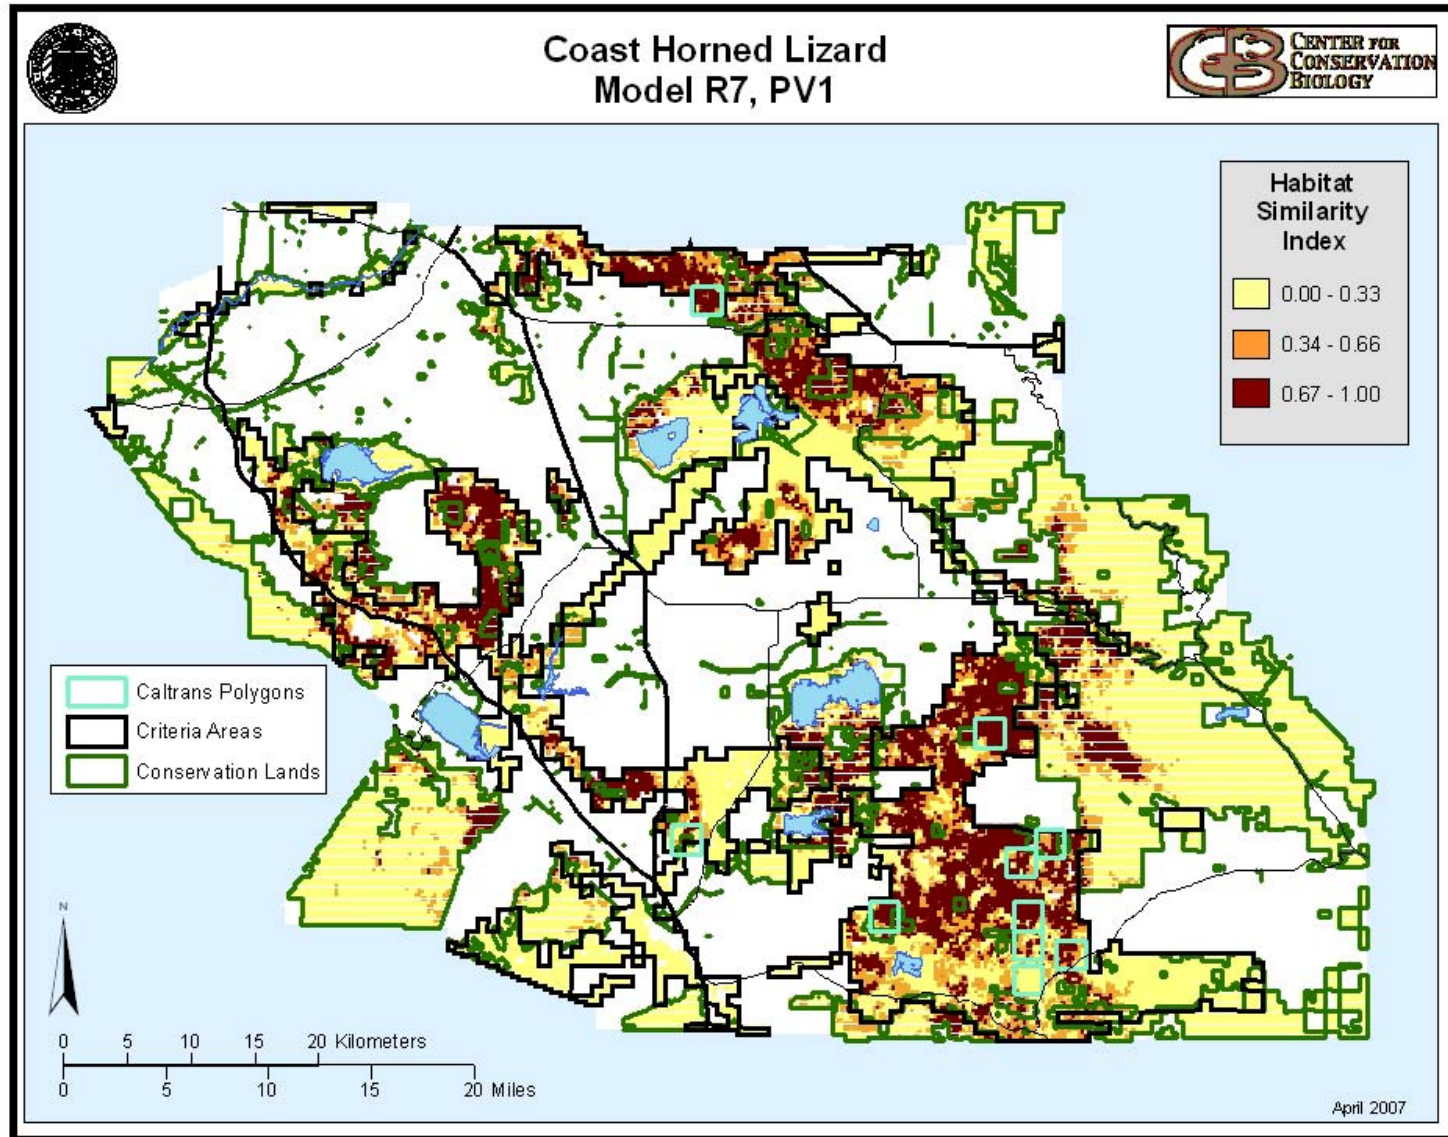 Coast Horned Lizard
Model R7, PV1
CENTER FOR
CONSERVATION
BIOLOGY
Habitat
Similarity
Index
0.00 - 0.33
0.34 - 0.66
0.67 - 1.00
Caltrans Polygons
Criteria Areas
Conservation Lands
N
0 5 10 15 20 Kilometers
0 5 10 15 20 Miles
April 2007